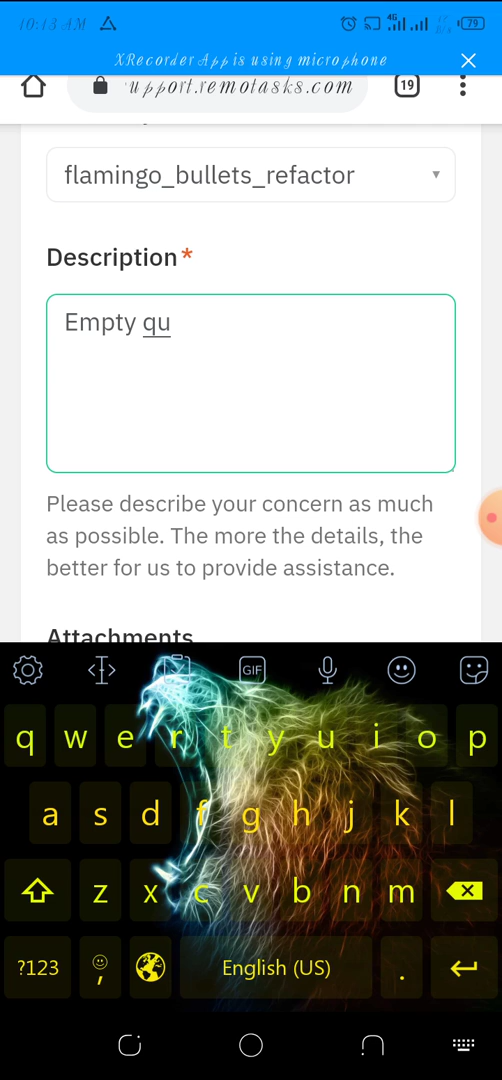 10:13 AM 4G 79
XRecorder App is using microphone
upport.remotasks.com 19
flamingo_bullets_refactor
Description*
Empty qu
Please describe your concern as much
as possible. The more the details, the
better for us to provide assistance.
Attachments
GIF
q w e r t y u i o p
a s d f g h j k l
z x c v b n m
?123 , English (US) .